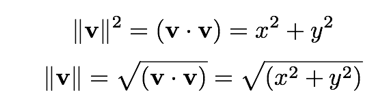 ‖v‖² = (v · v) = x² + y²
‖v‖ = √(v · v) = √(x² + y²)